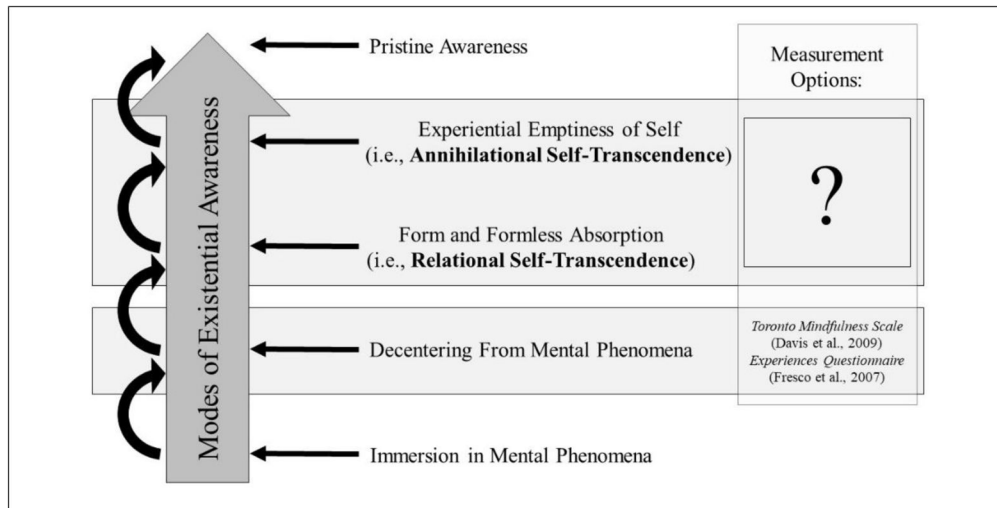 Pristine Awareness
Measurement
Options:
Experiential Emptiness of Self
(i.e., Annihilational Self-Transcendence)
?
Form and Formless Absorption
(i.e., Relational Self-Transcendence)
Modes of Existential Awareness
Decentering From Mental Phenomena
Toronto Mindfulness Scale
(Davis et al., 2009)
Experiences Questionnaire
(Fresco et al., 2007)
Immersion in Mental Phenomena